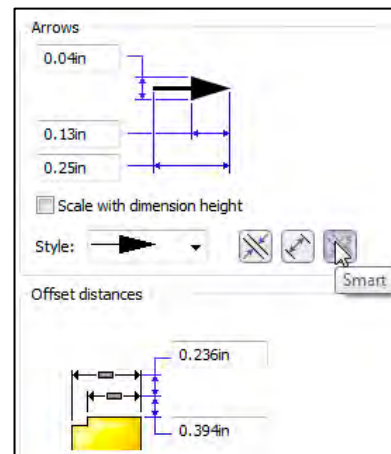 Arrows
0.04in
0.13in
0.25in
Scale with dimension height
Style:
Smart
Offset distances
0.236in
0.394in